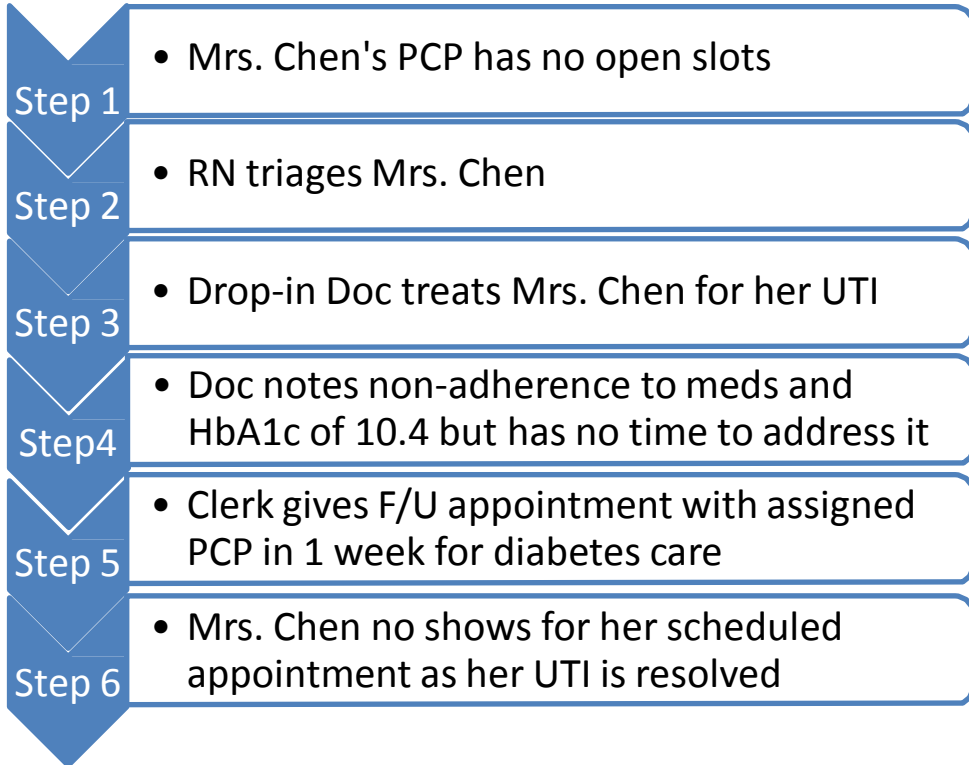 Step 1
• Mrs. Chen's PCP has no open slots
Step 2
• RN triages Mrs. Chen
Step 3
• Drop-in Doc treats Mrs. Chen for her UTI
Step4
• Doc notes non-adherence to meds and
HbA1c of 10.4 but has no time to address it
Step 5
• Clerk gives F/U appointment with assigned
PCP in 1 week for diabetes care
Step 6
• Mrs. Chen no shows for her scheduled
appointment as her UTI is resolved